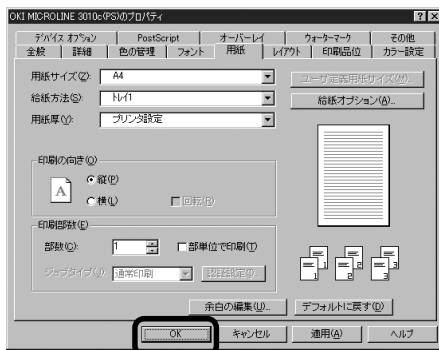 OKI MICROLINE 3010c(PS)のプロパティ
デバイス オプション PostScript オーバーレイ ウォーターマーク その他
全般 詳細 色の管理 フォント 用紙 レイアウト 印刷品位 カラー設定
用紙サイズ(Z): A4 ユーザ定義用紙サイズ(W)...
給紙方法(S): トレイ1 給紙オプション(A)...
用紙厚(Y): プリンタ設定
印刷の向き(O)
A
縦(P)
横(L) 回転(R)
印刷部数(E)
部数(C): 1 部単位で印刷(T)
ジョブタイプ(J): 通常印刷
1 1 2 2 3 3
余白の編集(U)... デフォルトに戻す(D)
OK キャンセル 適用(A) ヘルプ